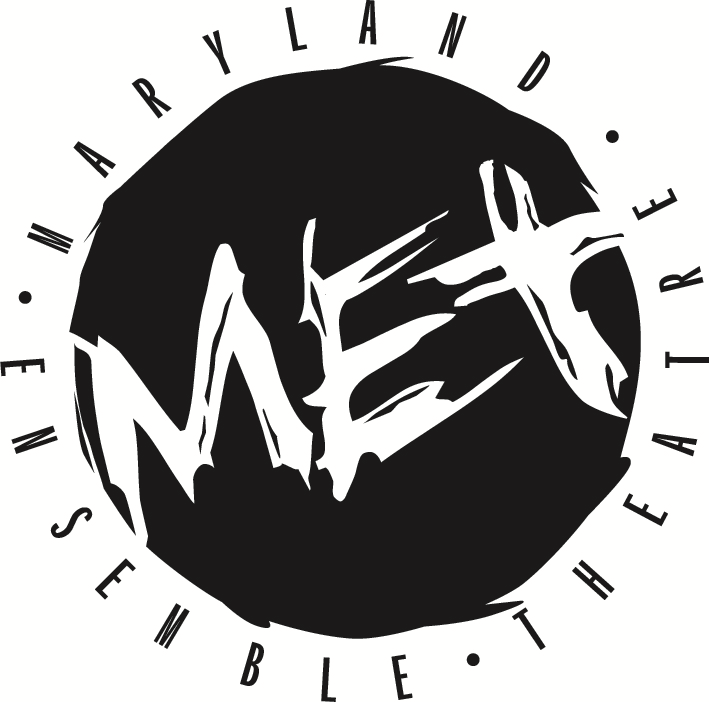 MARYLAND • ENSEMBLE • THEATRE •
MET